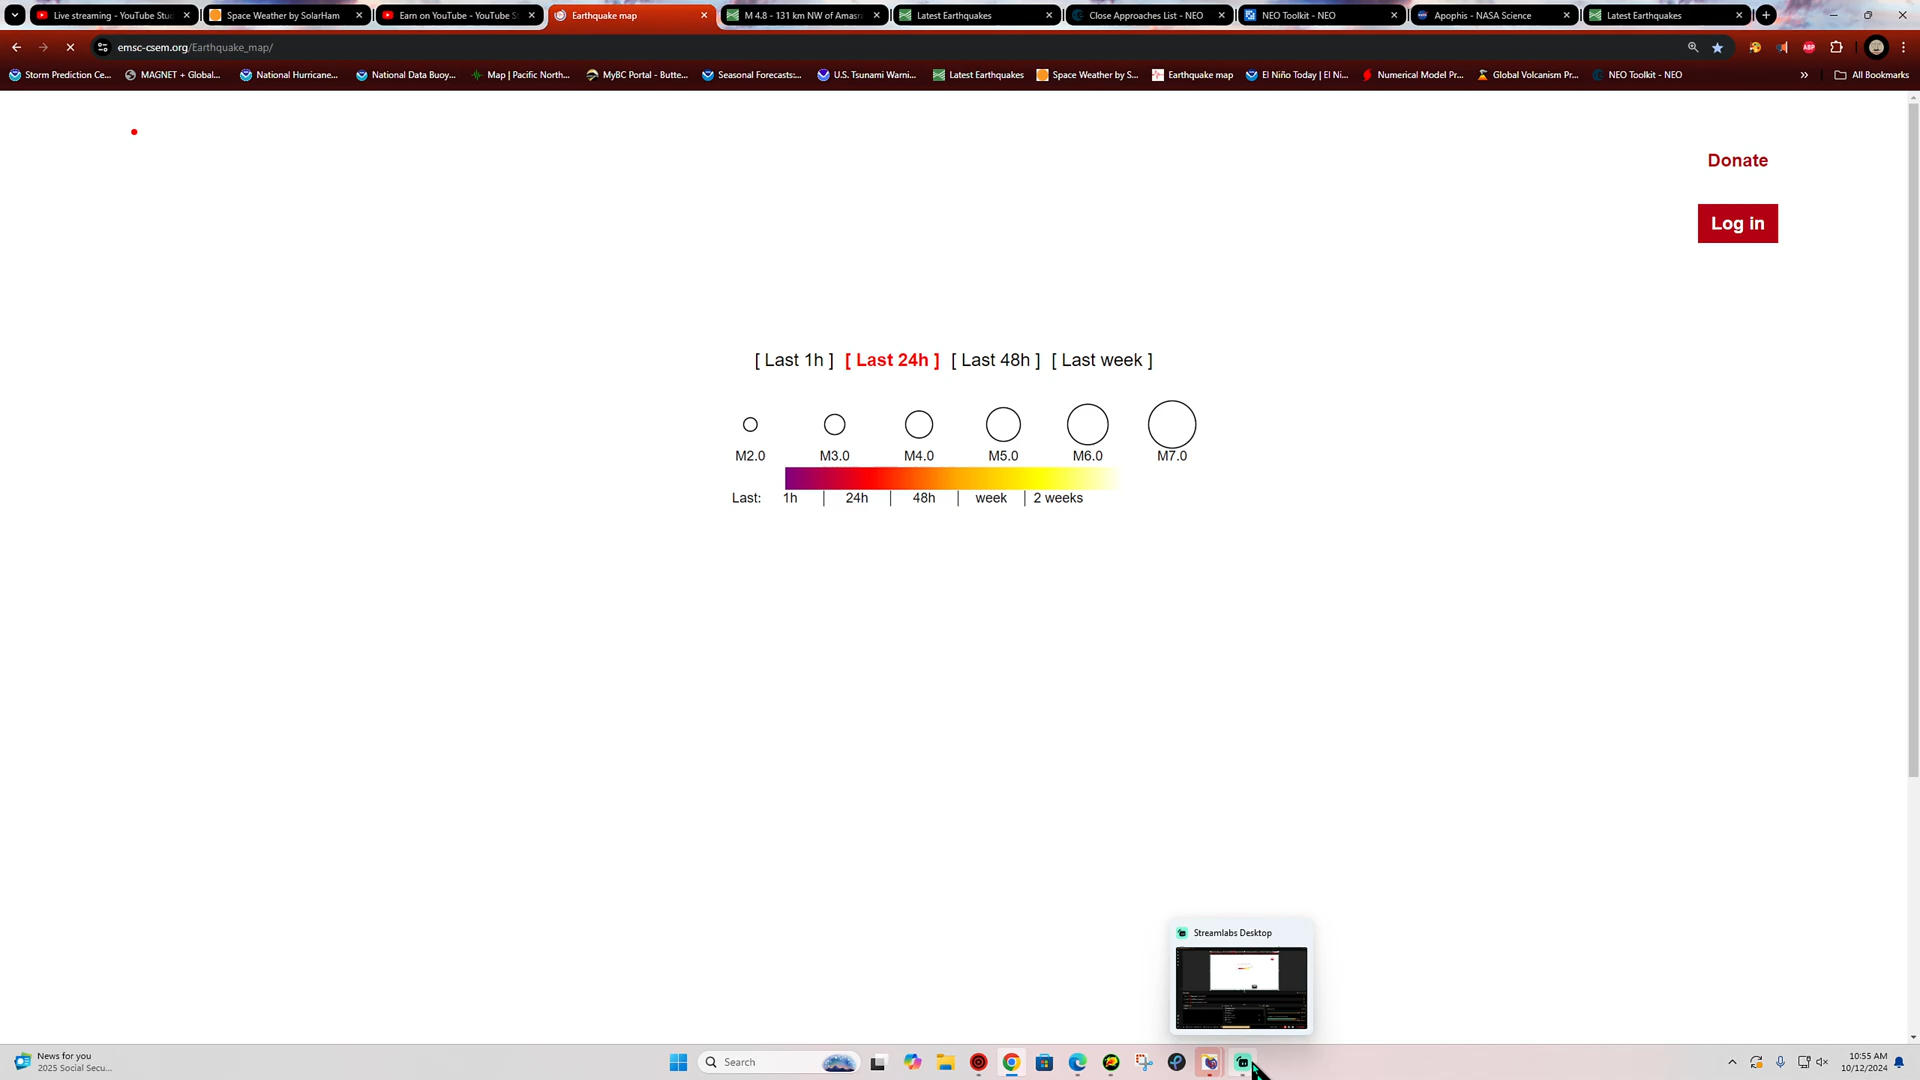 Live streaming - YouTube Stu
Space Weather by SolarHam
Earn on YouTube - YouTube S
Earthquake map
M 4.8 - 131 km NW of Amasra
Latest Earthquakes
Close Approaches List - NEO
NEO Toolkit - NEO
Apophis - NASA Science
Latest Earthquakes
emsc-csem.org/Earthquake_map/
Storm Prediction Ce...
MAGNET + Global...
National Hurricane...
National Data Buoy...
Map | Pacific North...
MyBC Portal - Butte...
Seasonal Forecasts:...
U.S. Tsunami Warni...
Latest Earthquakes
Space Weather by S...
Earthquake map
El Niño Today | El Ni...
Numerical Model Pr...
Global Volcanism Pr...
NEO Toolkit - NEO
All Bookmarks
Donate
Log in
[ Last 1h ] [ Last 24h ] [ Last 48h ] [ Last week ]
M2.0 M3.0 M4.0 M5.0 M6.0 M7.0
Last: 1h | 24h | 48h | week | 2 weeks
Streamlabs Desktop
News for you
2025 Social Secu...
Search
10:55 AM
10/12/2024